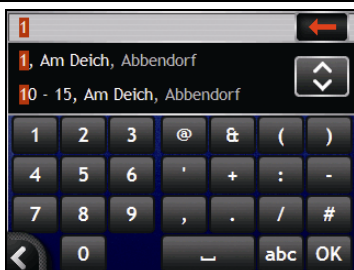 1
1, Am Deich, Abbendorf
10 - 15, Am Deich, Abbendorf
1 2 3 @ & ( )
4 5 6 ' + : -
7 8 9 , . / #
0 abc OK